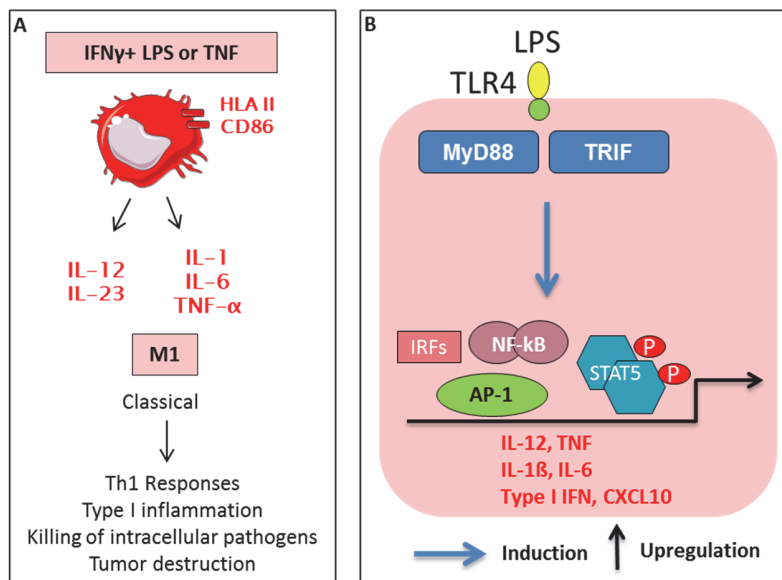 A
IFNγ+ LPS or TNF
HLA II
CD86
IL-12
IL-23
IL-1
IL-6
TNF-α
M1
Classical
Th1 Responses
Type I inflammation
Killing of intracellular pathogens
Tumor destruction
B
LPS
TLR4
MyD88
TRIF
IRFs
NF-kB
STAT5
P
P
AP-1
IL-12, TNF
IL-1ß, IL-6
Type I IFN, CXCL10
Induction
Upregulation